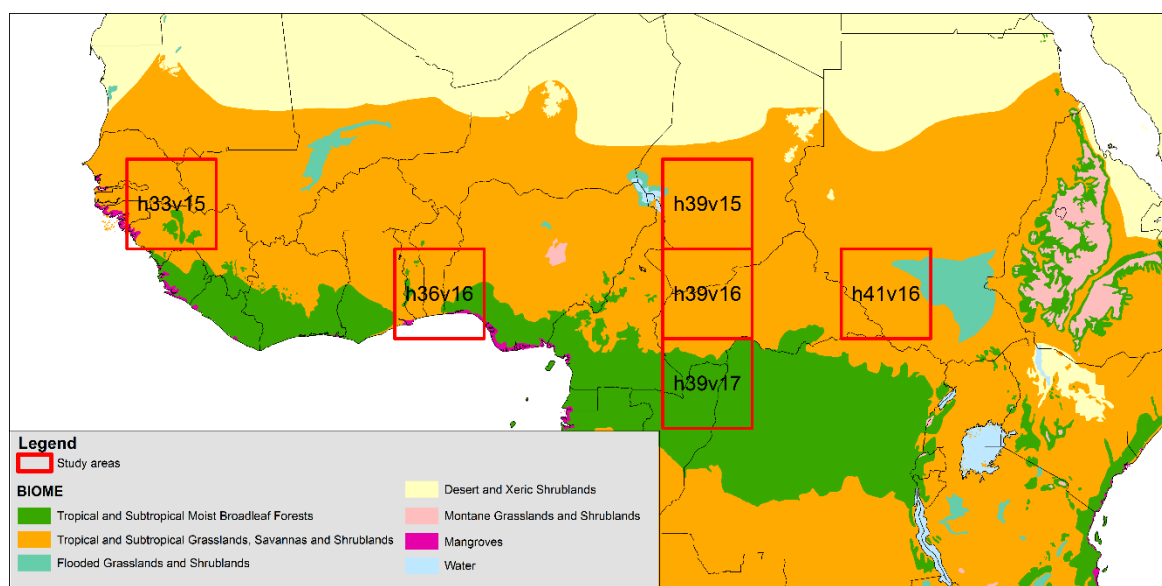 h33v15
h39v15
h36v16
h39v16
h41v16
h39v17
Legend
Study areas
BIOME
Tropical and Subtropical Moist Broadleaf Forests
Tropical and Subtropical Grasslands, Savannas and Shrublands
Flooded Grasslands and Shrublands
Desert and Xeric Shrublands
Montane Grasslands and Shrublands
Mangroves
Water